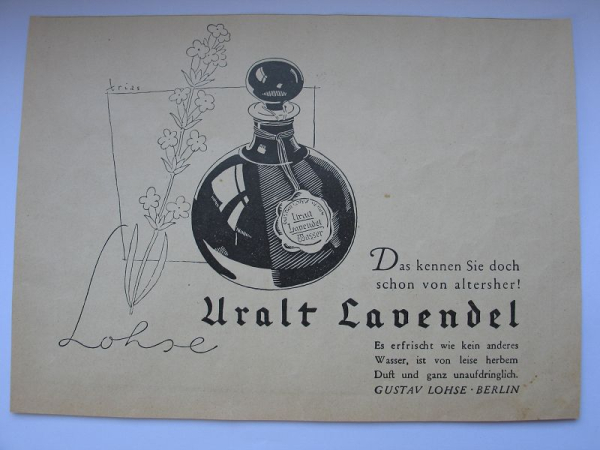 Uralt
Lavendel
Wasser
Das kennen Sie doch
schon von altersher!
Uralt Lavendel
Lohse
Es erfrischt wie kein anderes
Wasser, ist von leise herbem
Duft und ganz unaufdringlich.
GUSTAV LOHSE · BERLIN